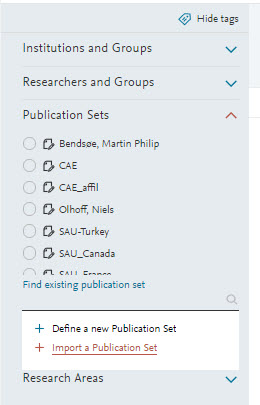 Hide tags
Institutions and Groups
Researchers and Groups
Publication Sets
Bendsøe, Martin Philip
CAE
CAE_affil
Olhoff, Niels
SAU-Turkey
SAU_Canada
SAU_France
Find existing publication set
+ Define a new Publication Set
+ Import a Publication Set
Research Areas